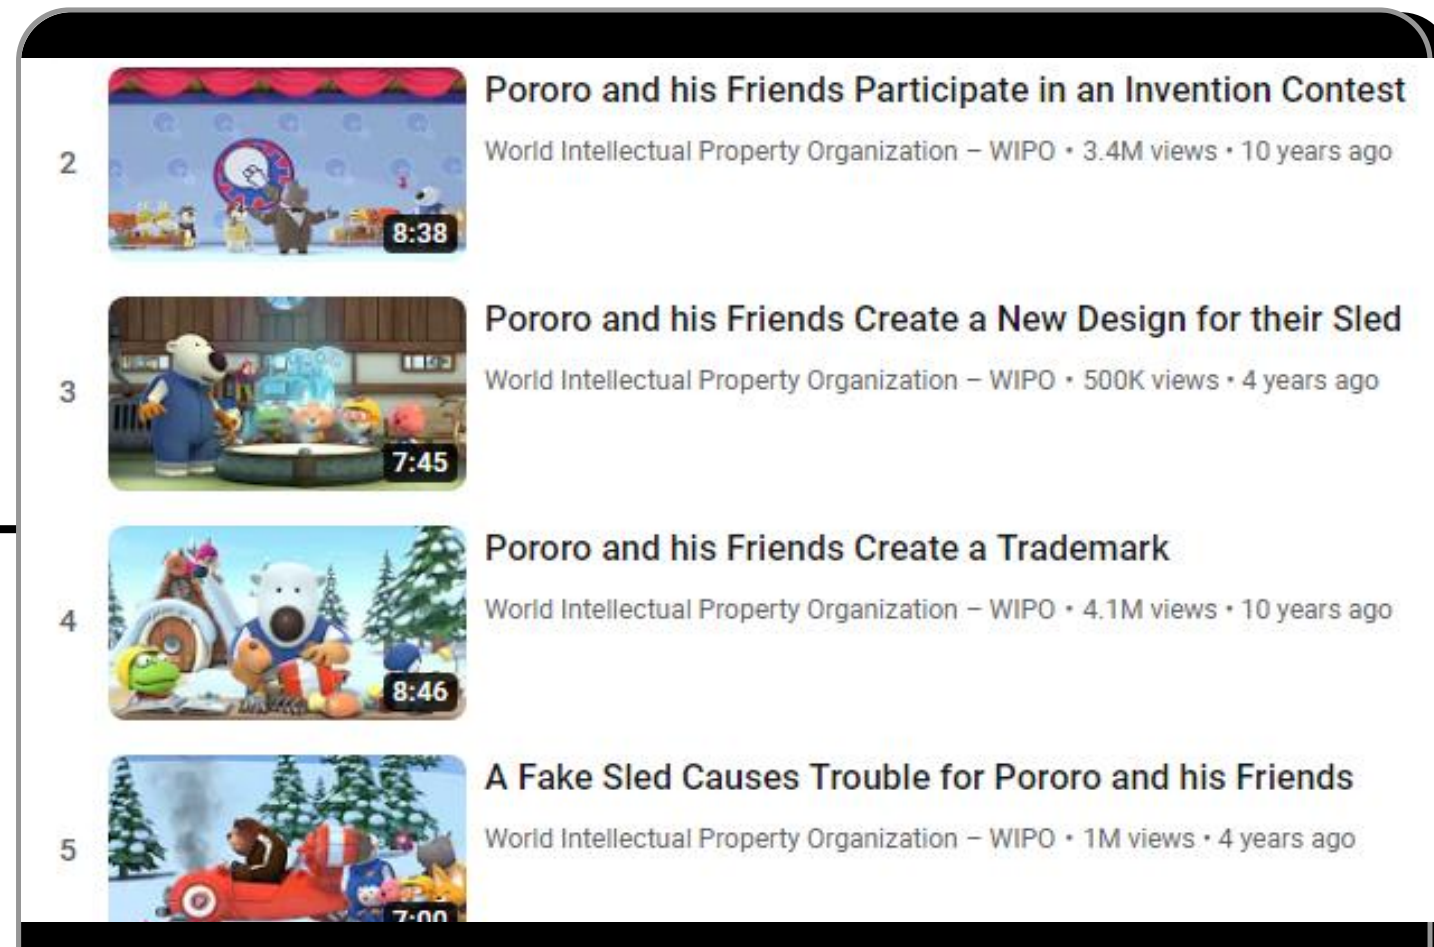 2
8:38
Pororo and his Friends Participate in an Invention Contest
World Intellectual Property Organization – WIPO • 3.4M views • 10 years ago
3
7:45
Pororo and his Friends Create a New Design for their Sled
World Intellectual Property Organization – WIPO • 500K views • 4 years ago
4
8:46
Pororo and his Friends Create a Trademark
World Intellectual Property Organization – WIPO • 4.1M views • 10 years ago
5
7:00
A Fake Sled Causes Trouble for Pororo and his Friends
World Intellectual Property Organization – WIPO • 1M views • 4 years ago